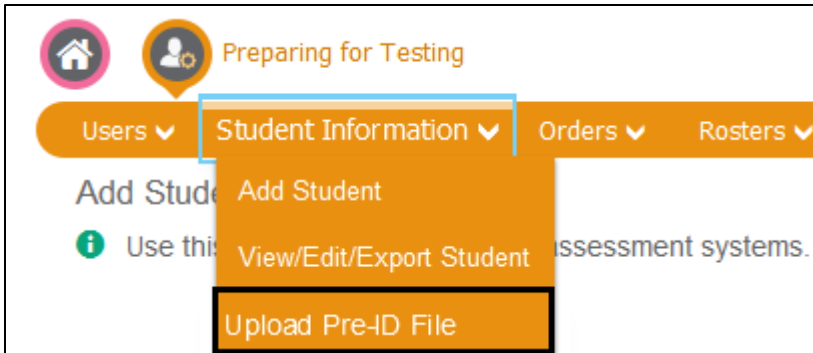 Preparing for Testing
Users Student Information Orders Rosters
Add Stude
Add Student
Use this
View/Edit/Export Student
ssessment systems.
Upload Pre-ID File